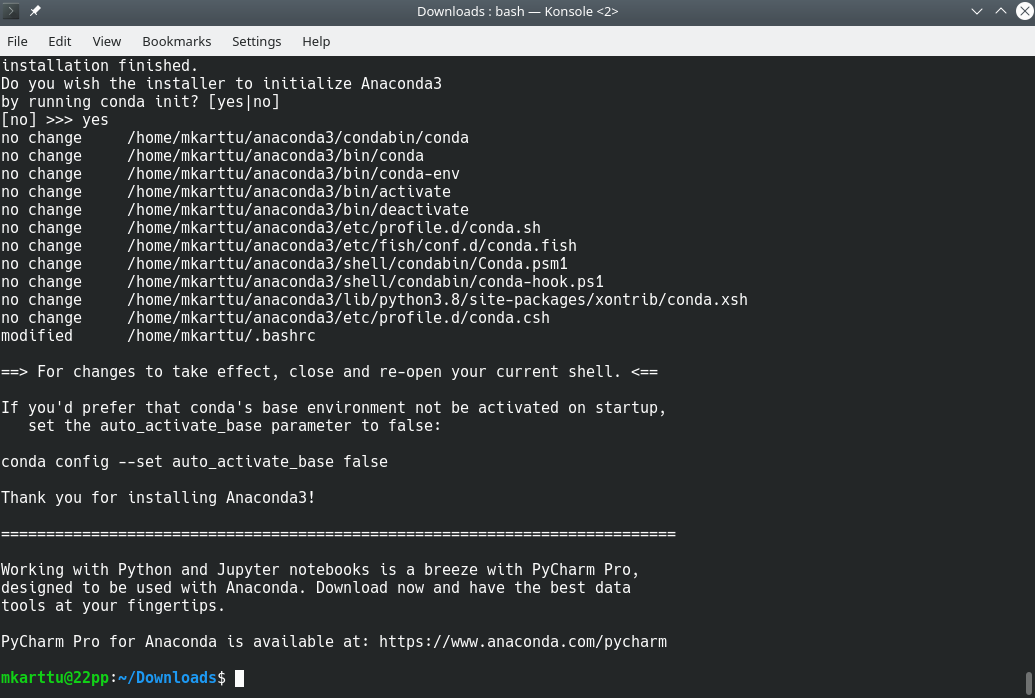 Downloads : bash — Konsole <2>
File Edit View Bookmarks Settings Help
installation finished.
Do you wish the installer to initialize Anaconda3
by running conda init? [yes|no]
[no] >>> yes
no change     /home/mkarttu/anaconda3/condabin/conda
no change     /home/mkarttu/anaconda3/bin/conda
no change     /home/mkarttu/anaconda3/bin/conda-env
no change     /home/mkarttu/anaconda3/bin/activate
no change     /home/mkarttu/anaconda3/bin/deactivate
no change     /home/mkarttu/anaconda3/etc/profile.d/conda.sh
no change     /home/mkarttu/anaconda3/etc/fish/conf.d/conda.fish
no change     /home/mkarttu/anaconda3/shell/condabin/Conda.psm1
no change     /home/mkarttu/anaconda3/shell/condabin/conda-hook.ps1
no change     /home/mkarttu/anaconda3/lib/python3.8/site-packages/xontrib/conda.xsh
no change     /home/mkarttu/anaconda3/etc/profile.d/conda.csh
modified      /home/mkarttu/.bashrc
==> For changes to take effect, close and re-open your current shell. <==
If you'd prefer that conda's base environment not be activated on startup,
   set the auto_activate_base parameter to false:
conda config --set auto_activate_base false
Thank you for installing Anaconda3!
===========================================================================
Working with Python and Jupyter notebooks is a breeze with PyCharm Pro,
designed to be used with Anaconda. Download now and have the best data
tools at your fingertips.
PyCharm Pro for Anaconda is available at: https://www.anaconda.com/pycharm
mkarttu@22pp:~/Downloads$